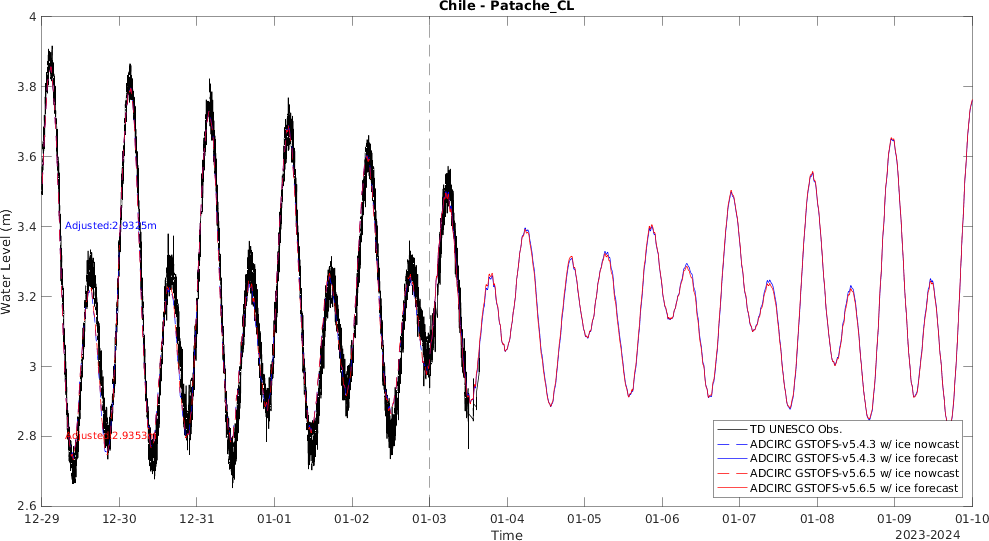 Chile - Patache_CL
4
3.8
3.6
3.4
3.2
3
2.8
2.6
Water Level (m)
Adjusted:2.9325m
Adjusted:2.9353m
TD UNESCO Obs.
ADCIRC GSTOFS-v5.4.3 w/ ice nowcast
ADCIRC GSTOFS-v5.4.3 w/ ice forecast
ADCIRC GSTOFS-v5.6.5 w/ ice nowcast
ADCIRC GSTOFS-v5.6.5 w/ ice forecast
12-29 12-30 12-31 01-01 01-02 01-03 01-04 01-05 01-06 01-07 01-08 01-09 01-10
Time
2023-2024